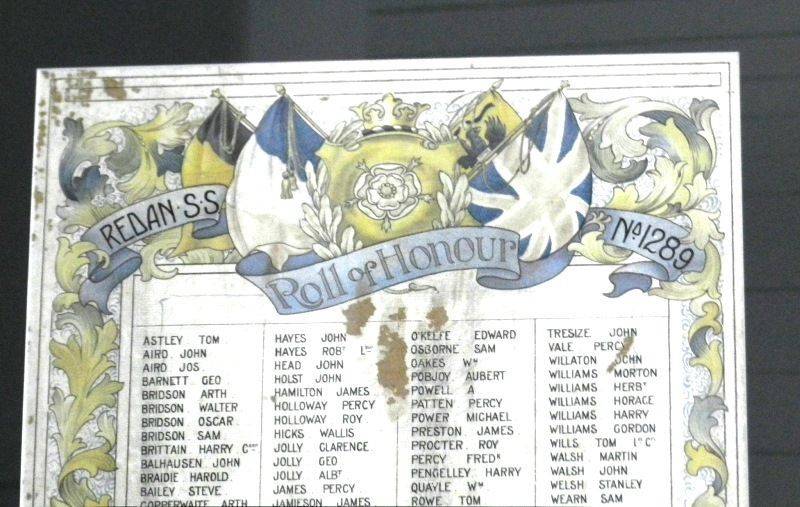 REDAN·S·S
Nº1289
Roll of Honour
ASTLEY TOM
AIRD JOHN
AIRD JOS
BARNETT GEO
BRIDSON ARTH
BRIDSON WALTER
BRIDSON OSCAR
BRIDSON SAM
BRITTAIN HARRY
BALHAUSEN JOHN
BRAIDIE HAROLD
BAILEY STEVE
COPPERWAITE ARTH
HAYES JOHN
HAYES ROBT
HEAD JOHN
HOLST JOHN
HAMILTON JAMES
HOLLOWAY PERCY
HOLLOWAY ROY
HICKS WALLIS
JOLLY CLARENCE
JOLLY GEO
JOLLY ALBT
JAMES PERCY
JAMIESON JAMES
O'KEEFE EDWARD
OSBORNE SAM
OAKES WM
POBJOY AUBERT
POWELL A
PATTEN PERCY
POWER MICHAEL
PRESTON JAMES
PROCTER ROY
PERCY FREDK
PENGELLEY HARRY
QUAYLE WM
ROWE TOM
TRESIZE JOHN
VALE PERCY
WILLATON JOHN
WILLIAMS MORTON
WILLIAMS HERBT
WILLIAMS HORACE
WILLIAMS HARRY
WILLIAMS GORDON
WILLS TOM
WALSH MARTIN
WALSH JOHN
WELSH STANLEY
WEARN SAM